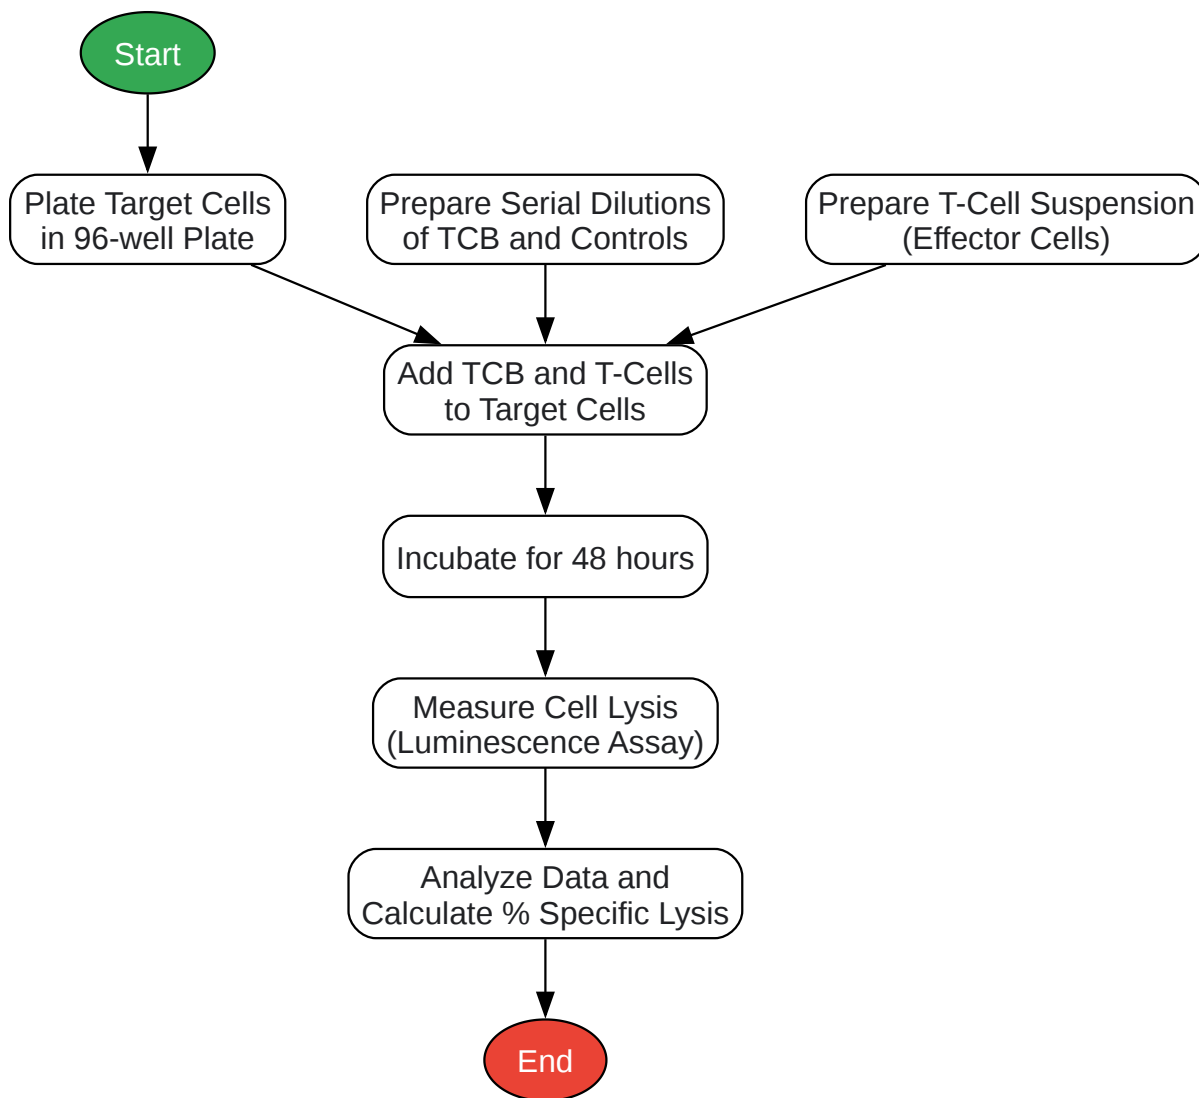 Start
Plate Target Cells
in 96-well Plate
Prepare Serial Dilutions
of TCB and Controls
Prepare T-Cell Suspension
(Effector Cells)
Add TCB and T-Cells
to Target Cells
Incubate for 48 hours
Measure Cell Lysis
(Luminescence Assay)
Analyze Data and
Calculate % Specific Lysis
End